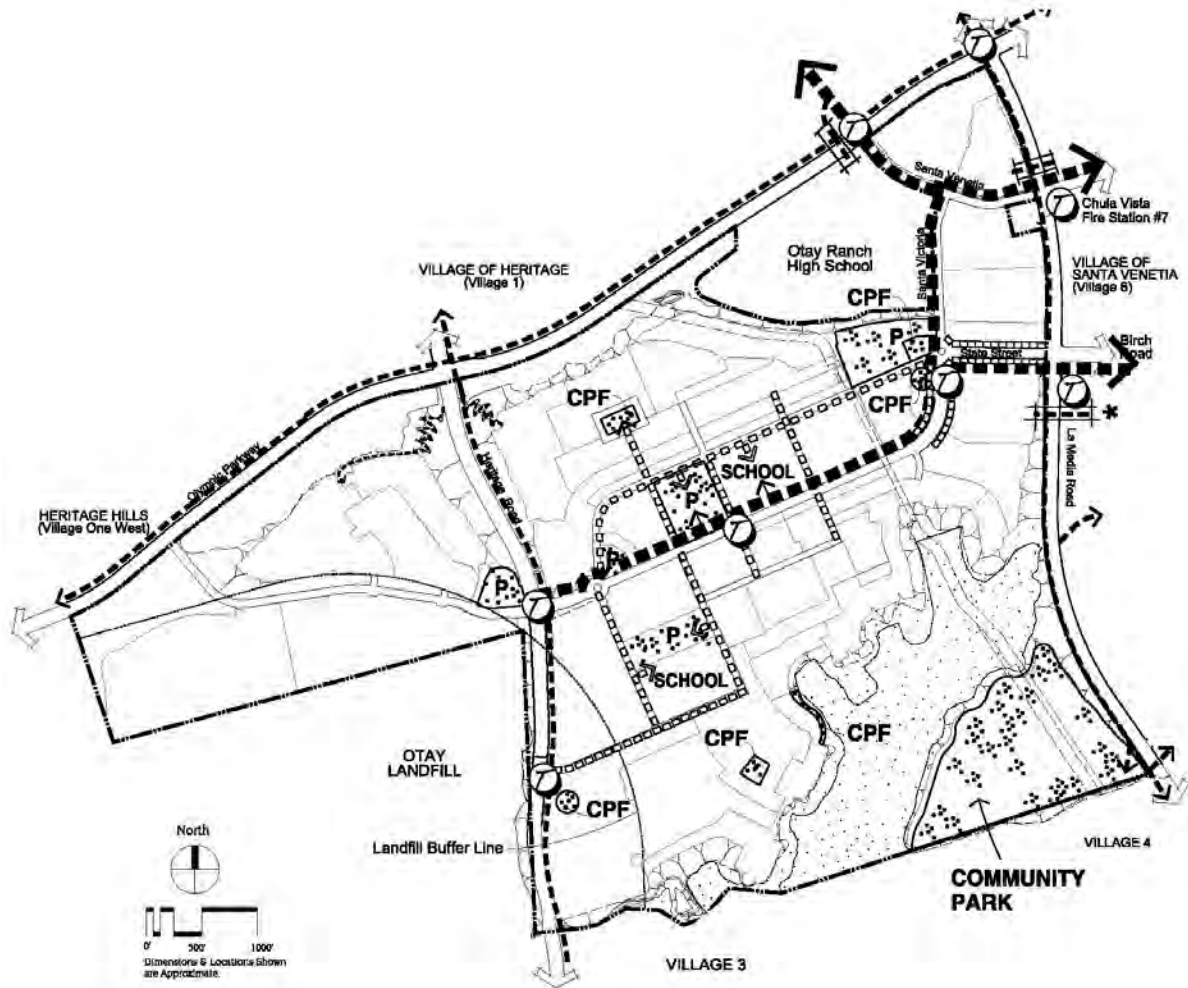 T
T
Santa Venetia
T
Chula Vista
Fire Station #7
Otay Ranch
High School
Santa Victoria
VILLAGE OF HERITAGE
(Village 1)
VILLAGE OF
SANTA VENETIA
(Village 6)
CPF
P
State Street
Birch
Road
T
T
*
CPF
CPF
La Media Road
Olympic Parkway
Heritage Road
SCHOOL
P
HERITAGE HILLS
(Village One West)
T
P
P
T
P
SCHOOL
CPF
CPF
OTAY
LANDFILL
T
CPF
Landfill Buffer Line
VILLAGE 4
COMMUNITY
PARK
North
0' 500' 1000'
Dimensions & Locations Shown
are Approximate.
VILLAGE 3